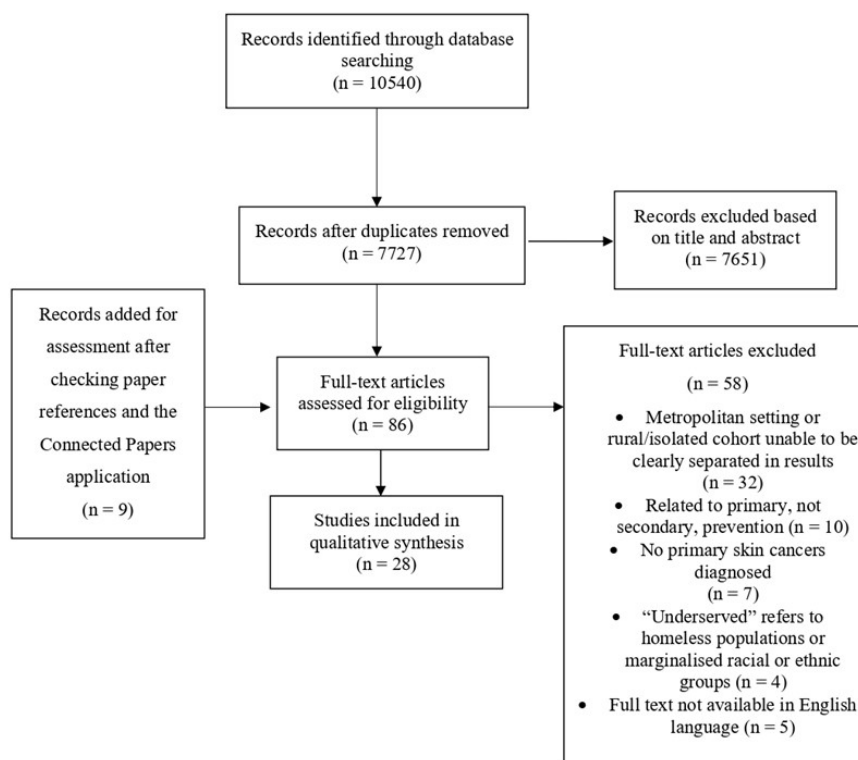 Records identified through database
searching
(n = 10540)
Records after duplicates removed
(n = 7727)
Records excluded based
on title and abstract
(n = 7651)
Records added for
assessment after
checking paper
references and the
Connected Papers
application
(n = 9)
Full-text articles
assessed for eligibility
(n = 86)
Studies included in
qualitative synthesis
(n = 28)
Full-text articles excluded
(n = 58)
• Metropolitan setting or
rural/isolated cohort unable to be
clearly separated in results
(n = 32)
• Related to primary, not
secondary, prevention (n = 10)
• No primary skin cancers
diagnosed
(n = 7)
• “Underserved” refers to
homeless populations or
marginalised racial or ethnic
groups (n = 4)
• Full text not available in English
language (n = 5)